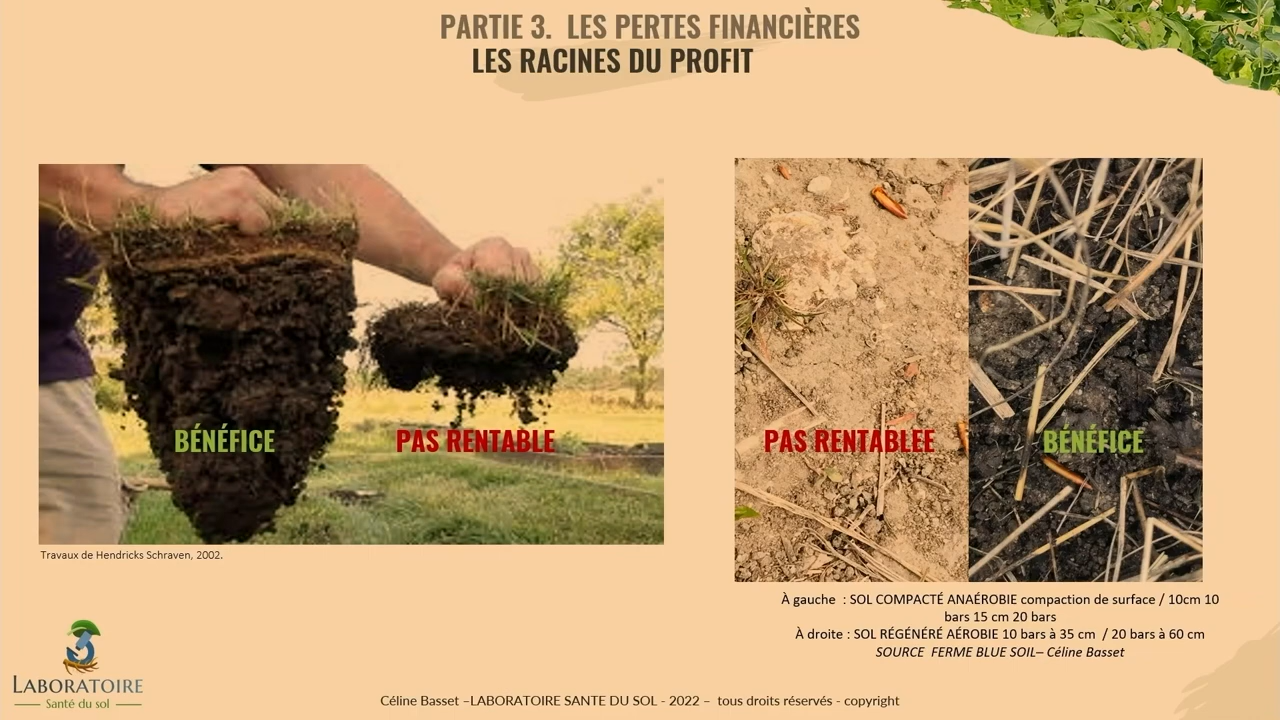 PARTIE 3. LES PERTES FINANCIÈRES
LES RACINES DU PROFIT
BÉNÉFICE
PAS RENTABLE
PAS RENTABLEE
BÉNÉFICE
Travaux de Hendricks Schraven, 2002.
À gauche : SOL COMPACTÉ ANAÉROBIE compaction de surface / 10cm 10
bars 15 cm 20 bars
À droite : SOL RÉGÉNÉRÉ AÉROBIE 10 bars à 35 cm / 20 bars à 60 cm
SOURCE FERME BLUE SOIL– Céline Basset
LABORATOIRE
Santé du sol
Céline Basset –LABORATOIRE SANTE DU SOL - 2022 – tous droits réservés - copyright